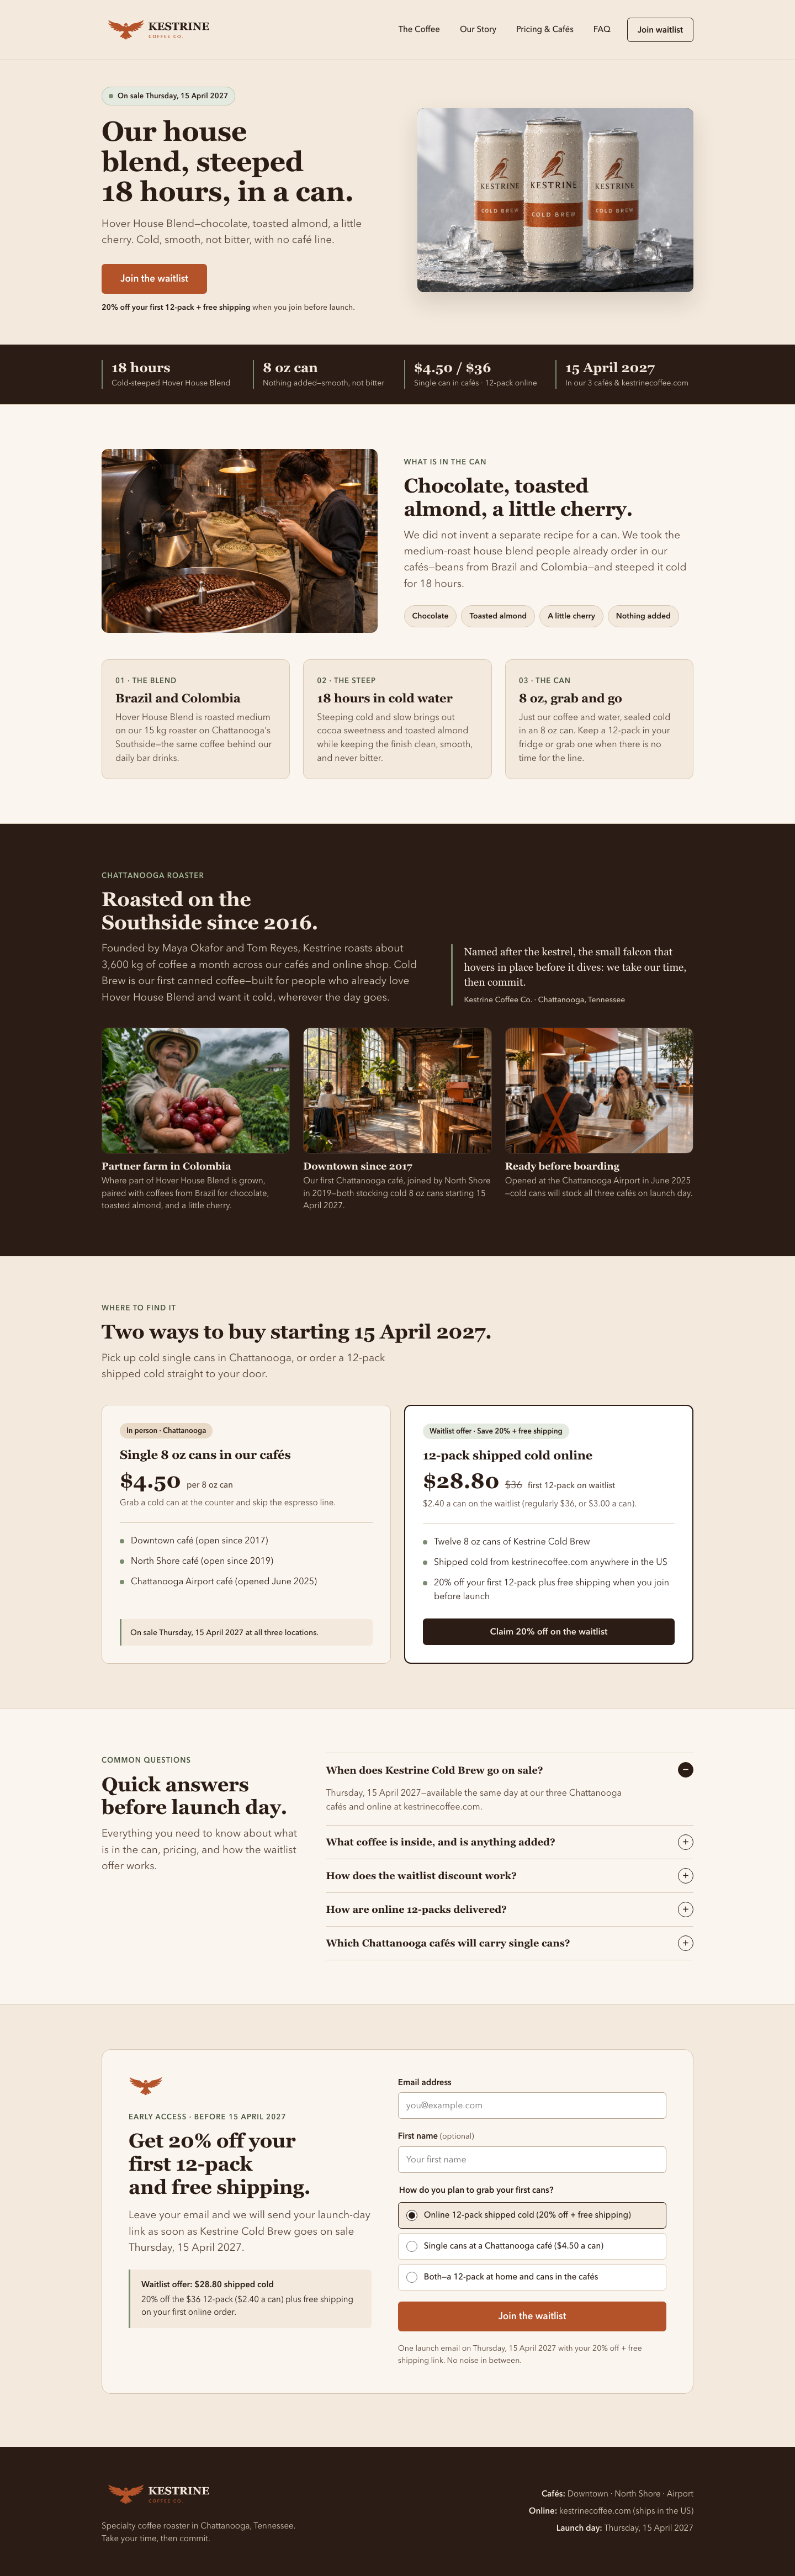 KESTRINE
COFFEE CO.
The Coffee
Our Story
Pricing & Cafés
FAQ
Join waitlist
On sale Thursday, 15 April 2027
Our house
blend, steeped
18 hours, in a can.
Hover House Blend—chocolate, toasted almond, a little
cherry. Cold, smooth, not bitter, with no café line.
Join the waitlist
20% off your first 12-pack + free shipping when you join before launch.
KESTRINE
COLD BREW
KESTRINE
COLD BREW
KESTRINE
COLD BREW
18 hours
Cold-steeped Hover House Blend
8 oz can
Nothing added—smooth, not bitter
$4.50 / $36
Single can in cafés · 12-pack online
15 April 2027
In our 3 cafés & kestrinecoffee.com
WHAT IS IN THE CAN
Chocolate, toasted
almond, a little cherry.
We did not invent a separate recipe for a can. We took the
medium-roast house blend people already order in our
cafés—beans from Brazil and Colombia—and steeped it cold
for 18 hours.
Chocolate
Toasted almond
A little cherry
Nothing added
01 · THE BLEND
Brazil and Colombia
Hover House Blend is roasted medium
on our 15 kg roaster on Chattanooga's
Southside—the same coffee behind our
daily bar drinks.
02 · THE STEEP
18 hours in cold water
Steeping cold and slow brings out
cocoa sweetness and toasted almond
while keeping the finish clean, smooth,
and never bitter.
03 · THE CAN
8 oz, grab and go
Just our coffee and water, sealed cold
in an 8 oz can. Keep a 12-pack in your
fridge or grab one when there is no
time for the line.
CHATTANOOGA ROASTER
Roasted on the
Southside since 2016.
Founded by Maya Okafor and Tom Reyes, Kestrine roasts about
3,600 kg of coffee a month across our cafés and online shop. Cold
Brew is our first canned coffee—built for people who already love
Hover House Blend and want it cold, wherever the day goes.
Named after the kestrel, the small falcon that
hovers in place before it dives: we take our time,
then commit.
Kestrine Coffee Co. · Chattanooga, Tennessee
Partner farm in Colombia
Where part of Hover House Blend is grown,
paired with coffees from Brazil for chocolate,
toasted almond, and a little cherry.
Downtown since 2017
Our first Chattanooga café, joined by North Shore
in 2019—both stocking cold 8 oz cans starting 15
April 2027.
Ready before boarding
Opened at the Chattanooga Airport in June 2025
—cold cans will stock all three cafés on launch day.
WHERE TO FIND IT
Two ways to buy starting 15 April 2027.
Pick up cold single cans in Chattanooga, or order a 12-pack
shipped cold straight to your door.
In person · Chattanooga
Single 8 oz cans in our cafés
$4.50 per 8 oz can
Grab a cold can at the counter and skip the espresso line.
Downtown café (open since 2017)
North Shore café (open since 2019)
Chattanooga Airport café (opened June 2025)
On sale Thursday, 15 April 2027 at all three locations.
Waitlist offer · Save 20% + free shipping
12-pack shipped cold online
$28.80 $36 first 12-pack on waitlist
$2.40 a can on the waitlist (regularly $36, or $3.00 a can).
Twelve 8 oz cans of Kestrine Cold Brew
Shipped cold from kestrinecoffee.com anywhere in the US
20% off your first 12-pack plus free shipping when you join
before launch
Claim 20% off on the waitlist
COMMON QUESTIONS
Quick answers
before launch day.
Everything you need to know about what
is in the can, pricing, and how the waitlist
offer works.
When does Kestrine Cold Brew go on sale?
Thursday, 15 April 2027—available the same day at our three Chattanooga
cafés and online at kestrinecoffee.com.
What coffee is inside, and is anything added?
How does the waitlist discount work?
How are online 12-packs delivered?
Which Chattanooga cafés will carry single cans?
EARLY ACCESS · BEFORE 15 APRIL 2027
Get 20% off your
first 12-pack
and free shipping.
Leave your email and we will send your launch-day
link as soon as Kestrine Cold Brew goes on sale
Thursday, 15 April 2027.
Waitlist offer: $28.80 shipped cold
20% off the $36 12-pack ($2.40 a can) plus free shipping
on your first online order.
Email address
you@example.com
First name (optional)
Your first name
How do you plan to grab your first cans?
Online 12-pack shipped cold (20% off + free shipping)
Single cans at a Chattanooga café ($4.50 a can)
Both—a 12-pack at home and cans in the cafés
Join the waitlist
One launch email on Thursday, 15 April 2027 with your 20% off + free
shipping link. No noise in between.
KESTRINE
COFFEE CO.
Specialty coffee roaster in Chattanooga, Tennessee.
Take your time, then commit.
Cafés: Downtown · North Shore · Airport
Online: kestrinecoffee.com (ships in the US)
Launch day: Thursday, 15 April 2027